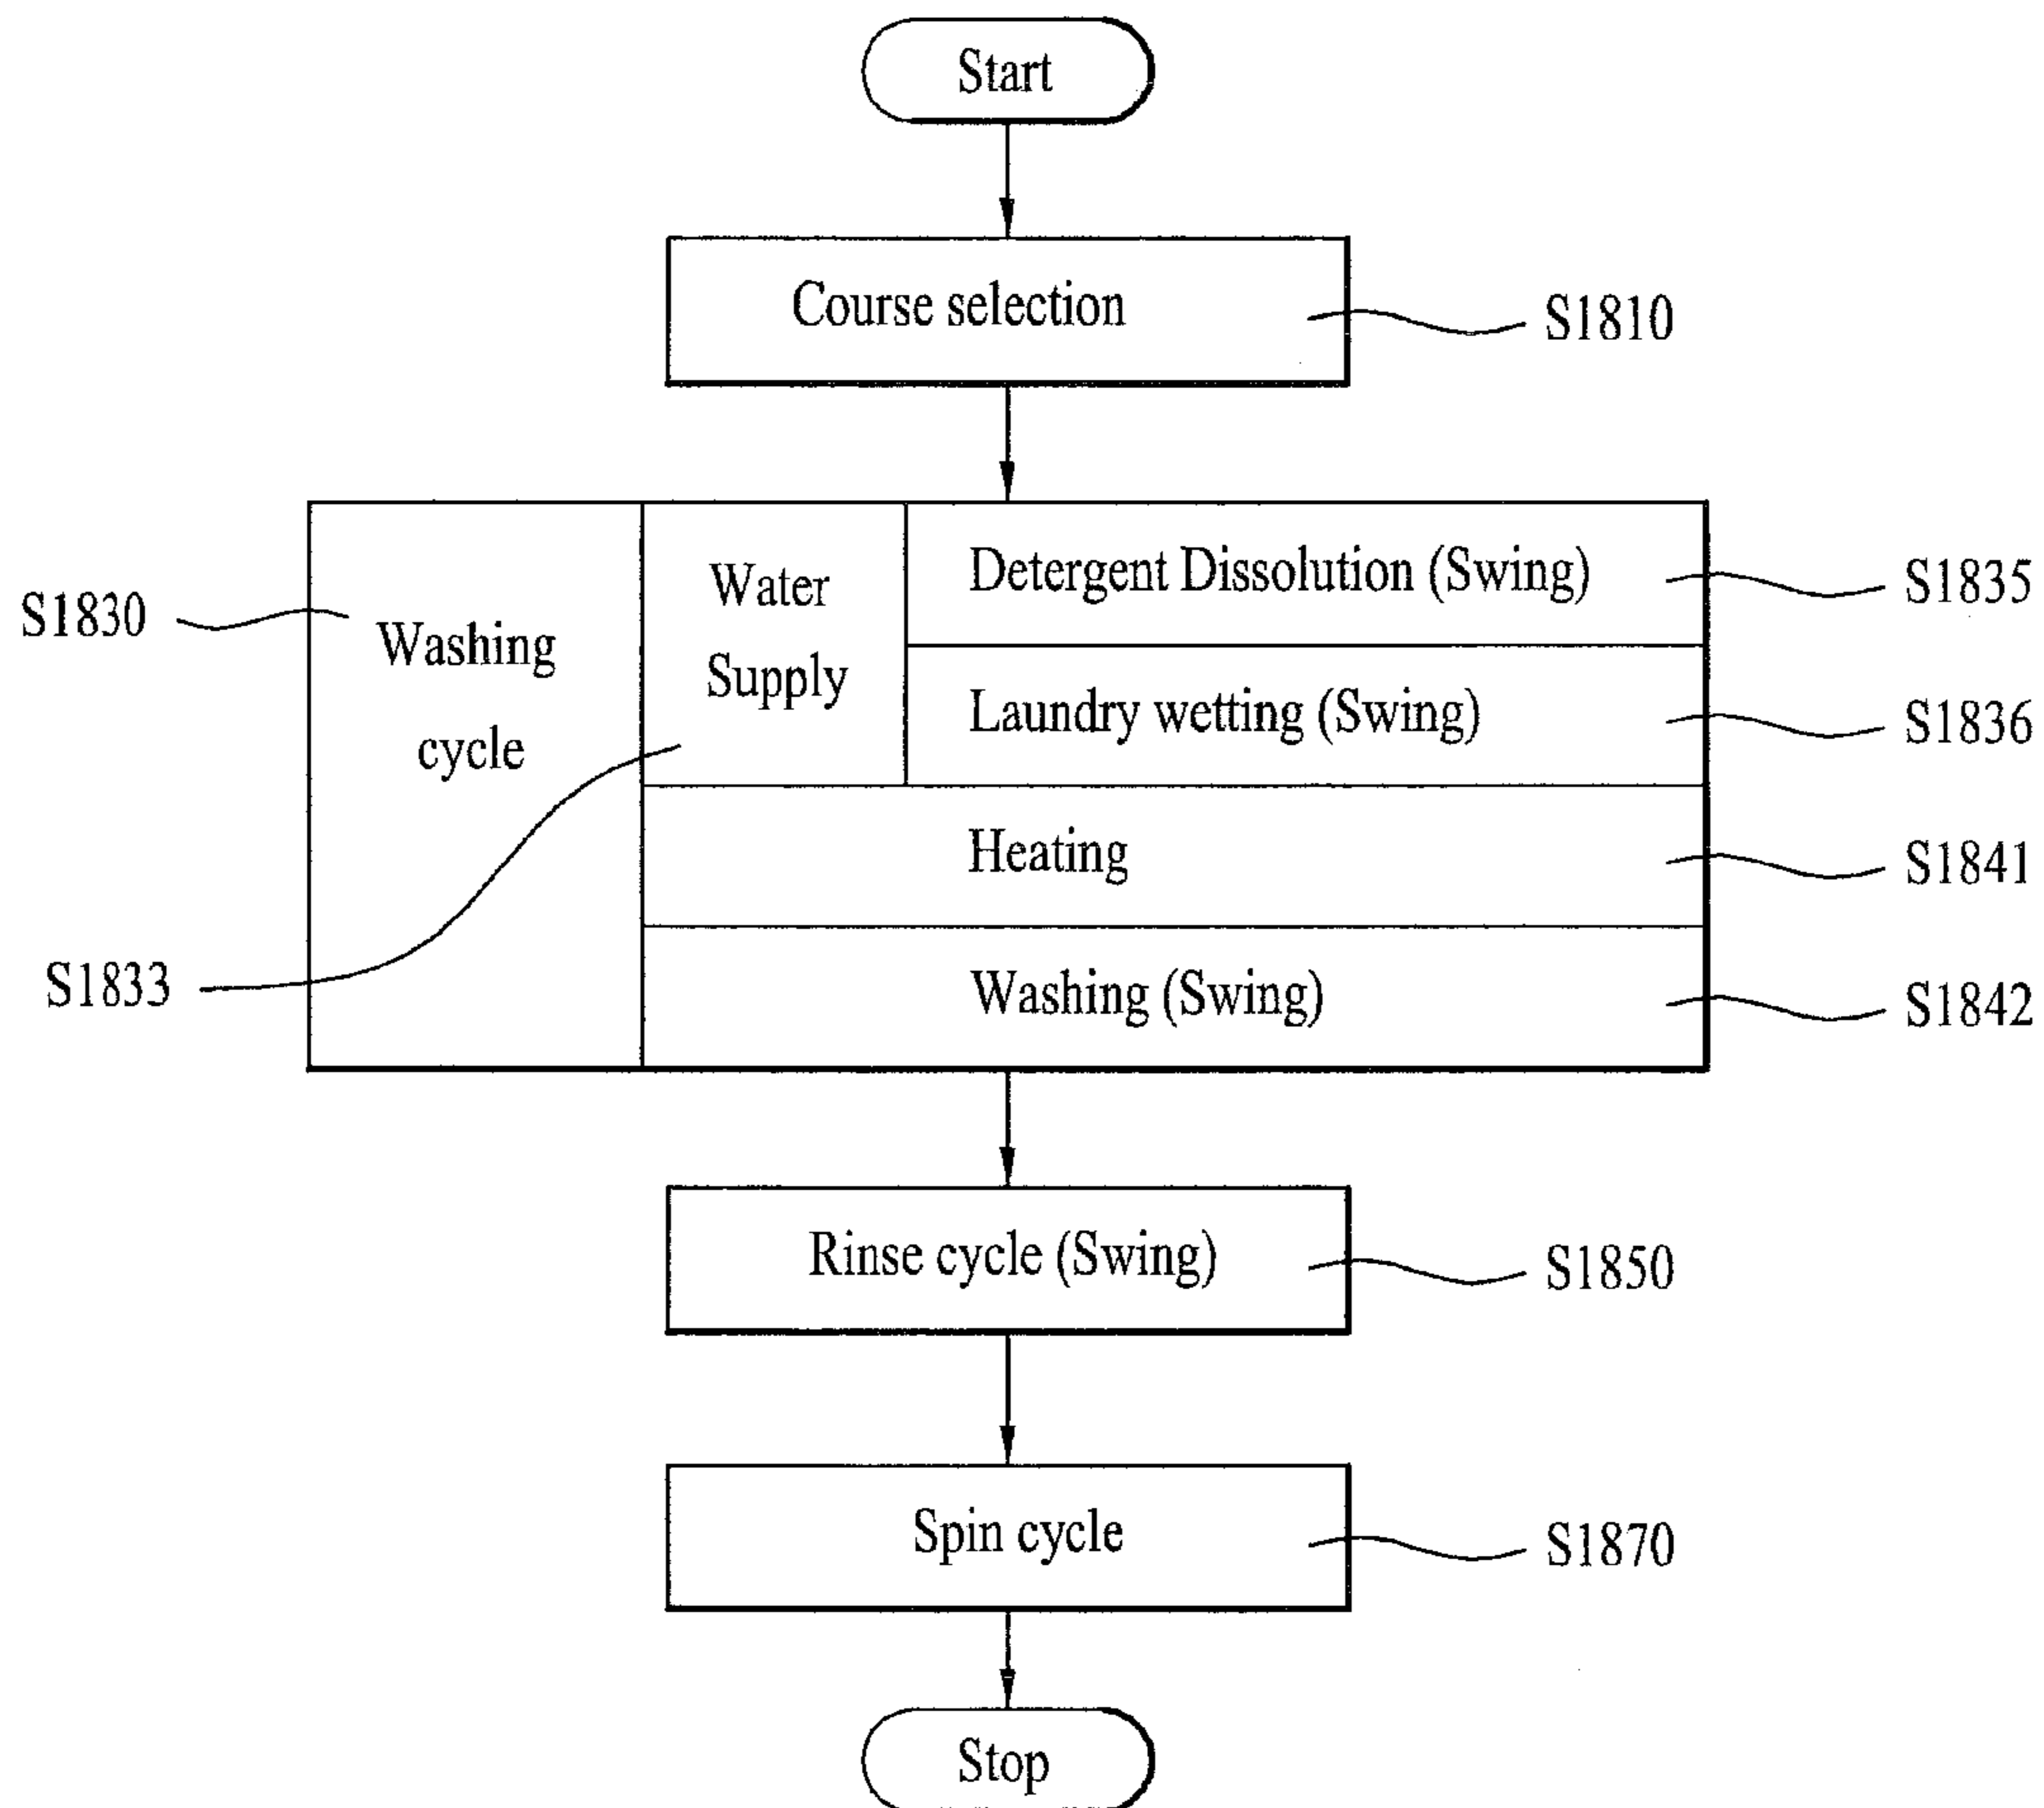 Start
Course selection
S1810
S1830
Washing
cycle
Water
Supply
S1833
Detergent Dissolution (Swing)
S1835
Laundry wetting (Swing)
S1836
Heating
S1841
Washing (Swing)
S1842
Rinse cycle (Swing)
S1850
Spin cycle
S1870
Stop